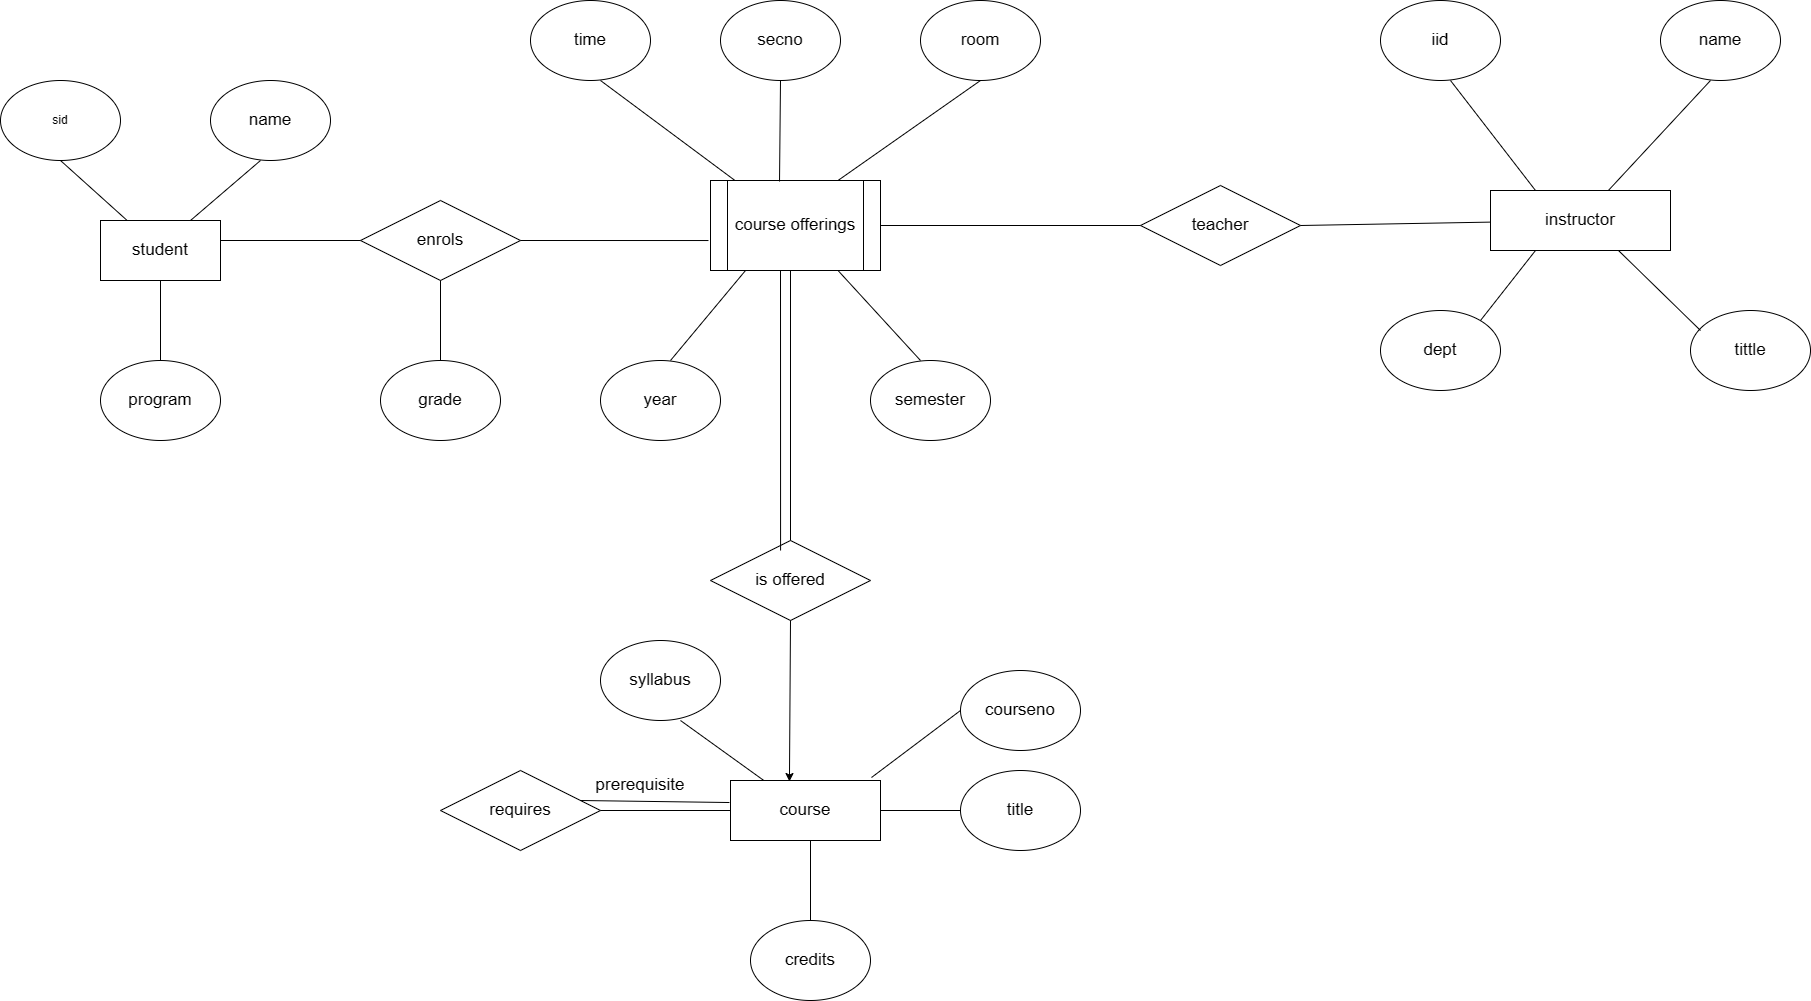 time
secno
room
iid
name
sid
name
course offerings
teacher
instructor
student
enrols
program
grade
year
semester
dept
tittle
is offered
syllabus
courseno
prerequisite
requires
course
title
credits